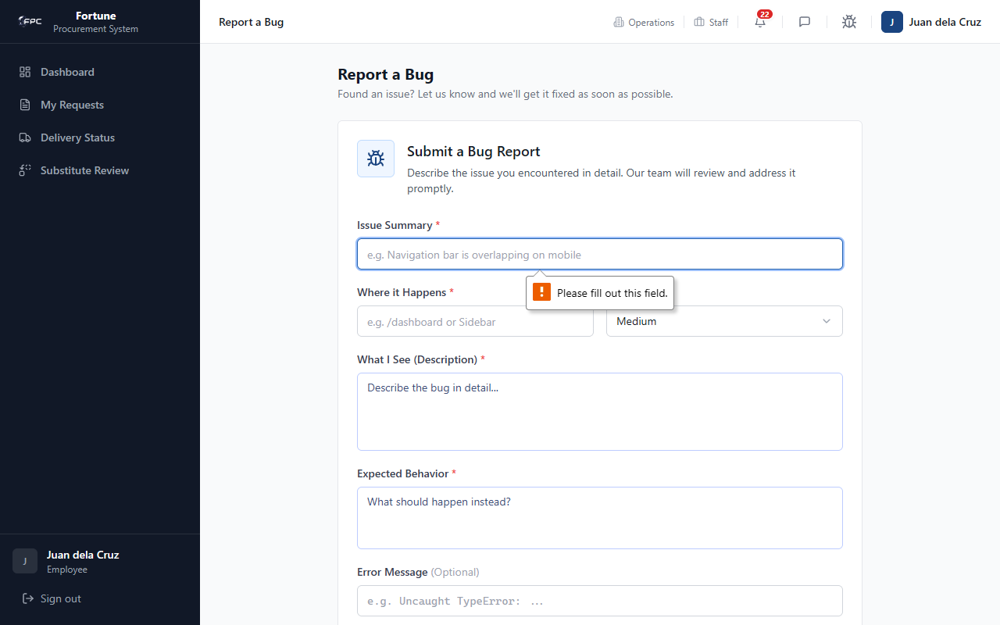 FPC
Fortune
Procurement System
Report a Bug
Operations
Staff
22
J
Juan dela Cruz
Dashboard
My Requests
Delivery Status
Substitute Review
Report a Bug
Found an issue? Let us know and we'll get it fixed as soon as possible.
Submit a Bug Report
Describe the issue you encountered in detail. Our team will review and address it
promptly.
Issue Summary *
e.g. Navigation bar is overlapping on mobile
! Please fill out this field.
Where it Happens *
e.g. /dashboard or Sidebar
Medium
What I See (Description) *
Describe the bug in detail...
Expected Behavior *
What should happen instead?
Error Message (Optional)
e.g. Uncaught TypeError: ...
J
Juan dela Cruz
Employee
Sign out